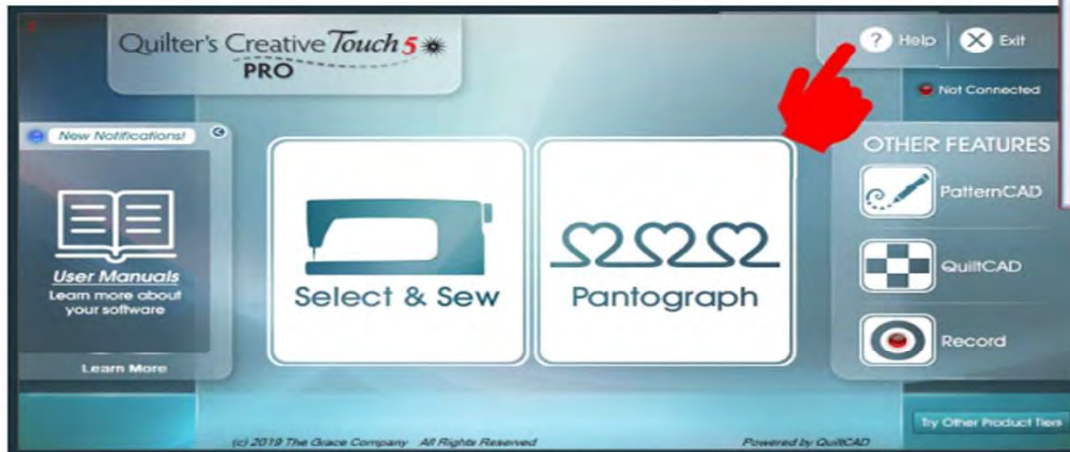 Quilter's Creative Touch 5
PRO
? Help
X Exit
Not Connected
New Notifications!
User Manuals
Learn more about
your software
Learn More
Select & Sew
Pantograph
OTHER FEATURES
PatternCAD
QuiltCAD
Record
Try Other Product Tiers
(c) 2019 The Grace Company All Rights Reserved
Powered by QuiltCAD